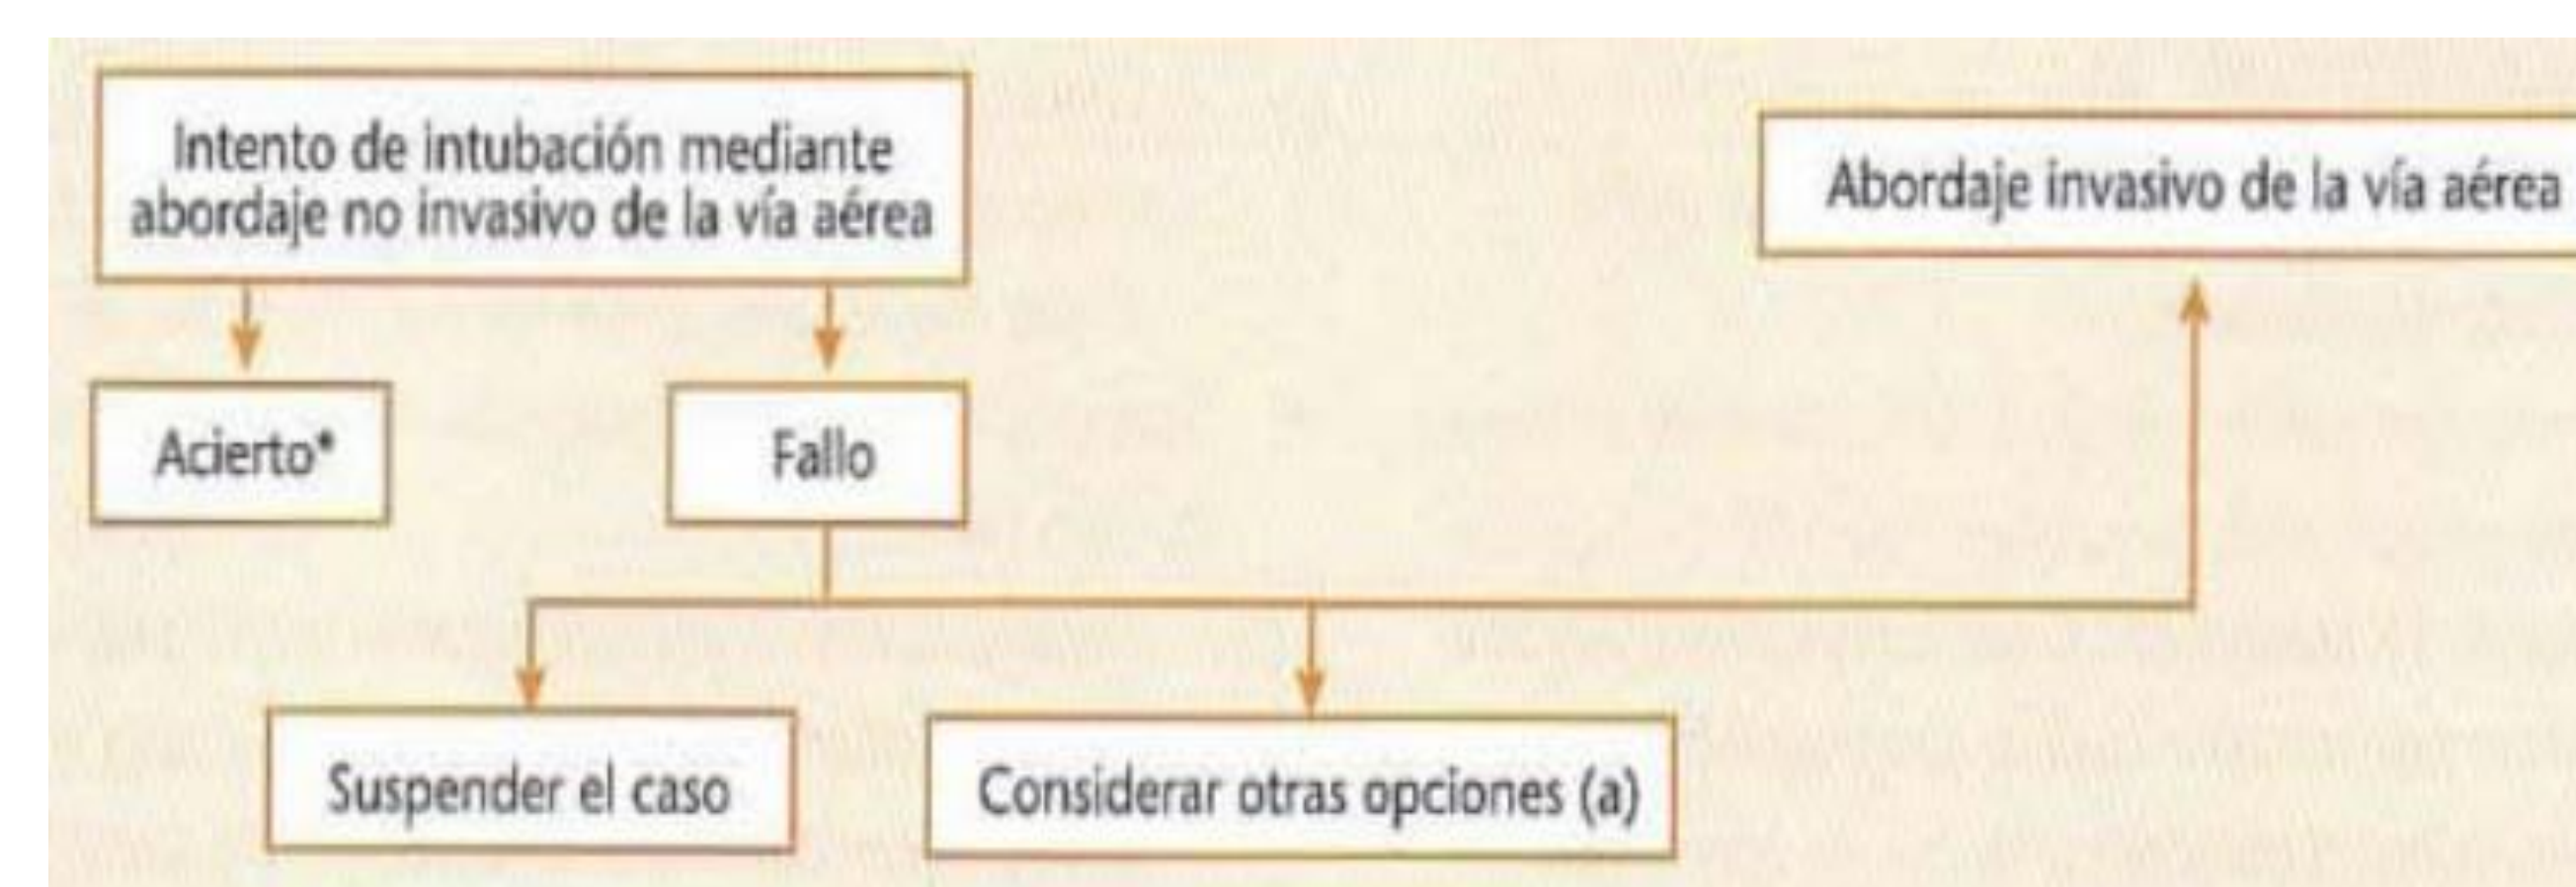 Intento de intubación mediante
abordaje no invasivo de la vía aérea
Abordaje invasivo de la vía aérea
Acierto*
Fallo
Suspender el caso
Considerar otras opciones (a)